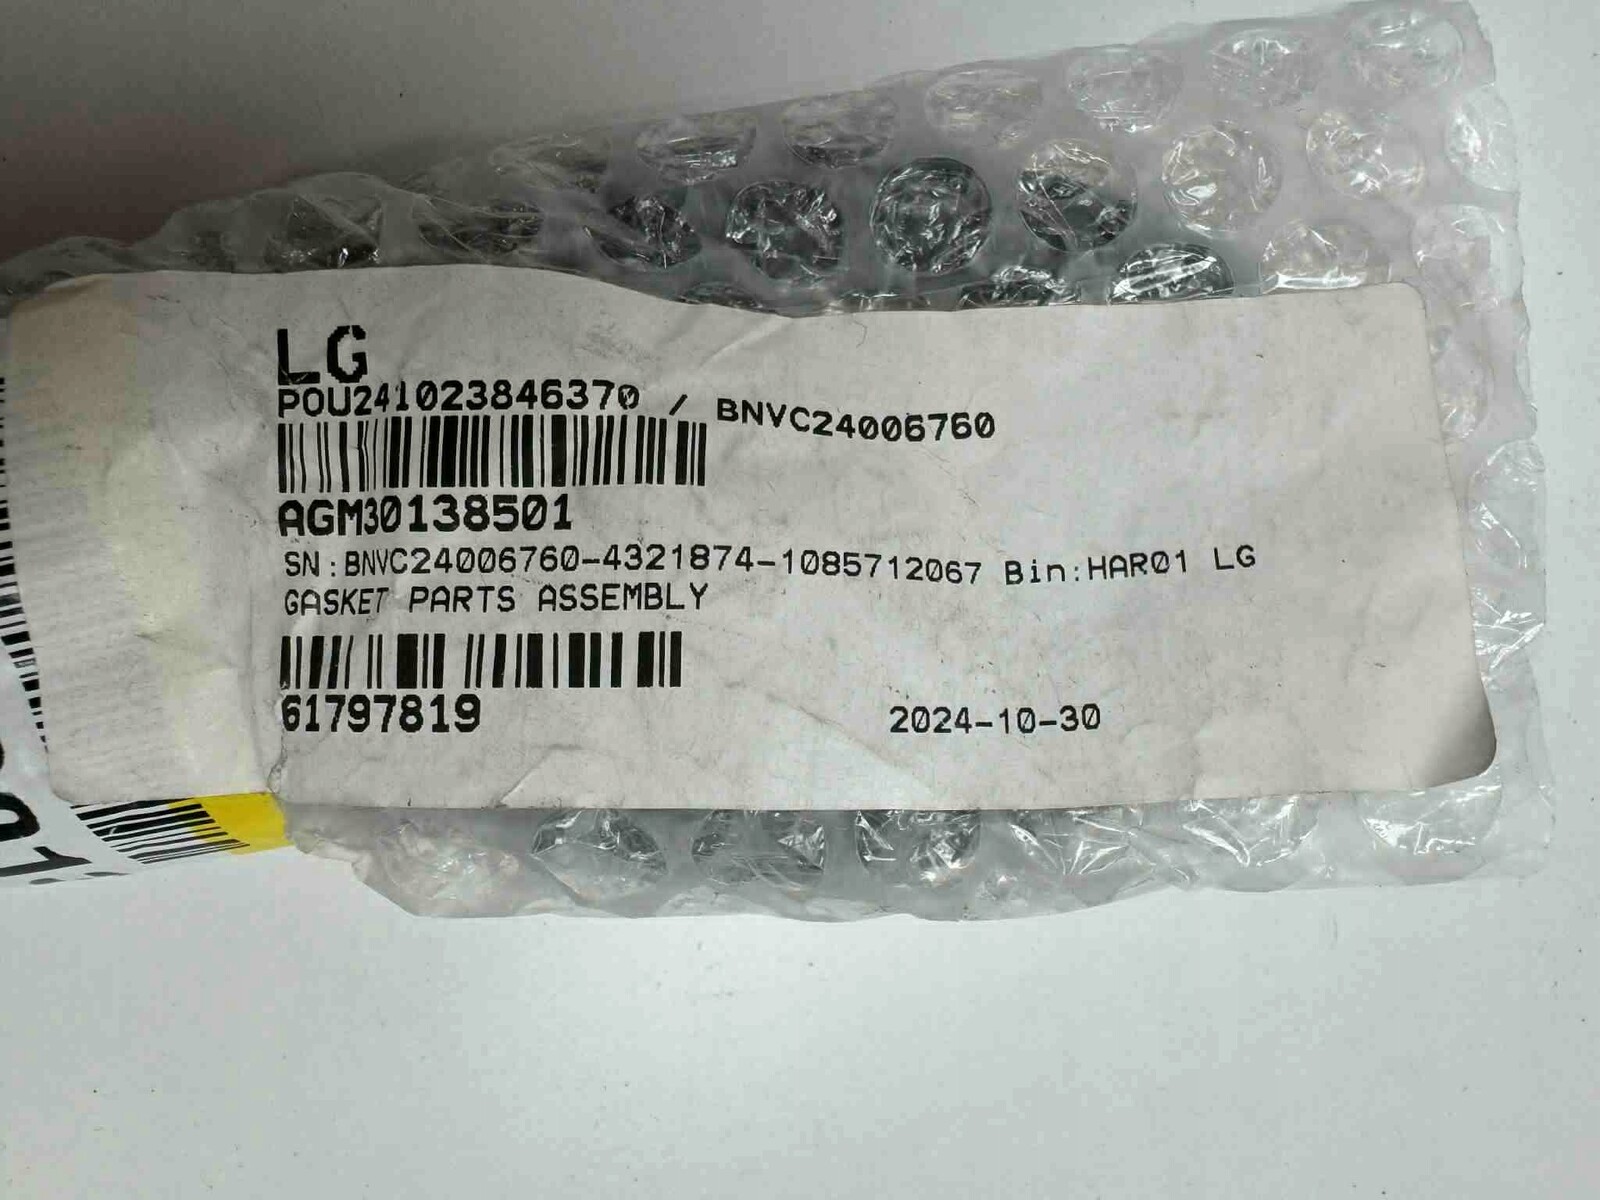 LG
POU241023846370 / BNVC24006760
AGM30138501
SN:BNVC24006760-4321874-1085712067 Bin:HAR01 LG
GASKET PARTS ASSEMBLY
61797819
2024-10-30